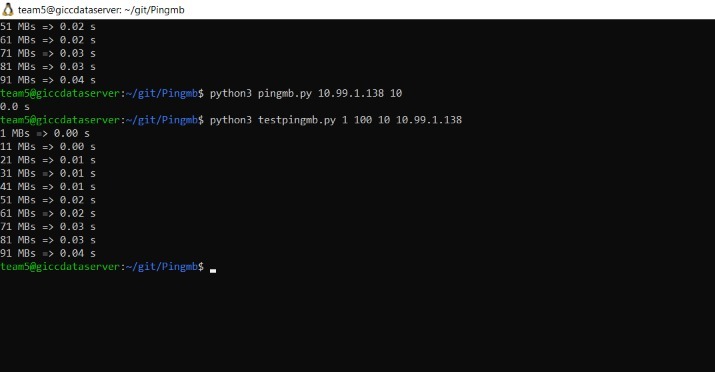 team5@giccdataserver: ~/git/Pingmb
51 MBs => 0.02 s
61 MBs => 0.02 s
71 MBs => 0.03 s
81 MBs => 0.03 s
91 MBs => 0.04 s
team5@giccdataserver:~/git/Pingmb$ python3 pingmb.py 10.99.1.138 10
0.0 s
team5@giccdataserver:~/git/Pingmb$ python3 testpingmb.py 1 100 10 10.99.1.138
1 MBs => 0.00 s
11 MBs => 0.00 s
21 MBs => 0.01 s
31 MBs => 0.01 s
41 MBs => 0.01 s
51 MBs => 0.02 s
61 MBs => 0.02 s
71 MBs => 0.03 s
81 MBs => 0.03 s
91 MBs => 0.04 s
team5@giccdataserver:~/git/Pingmb$